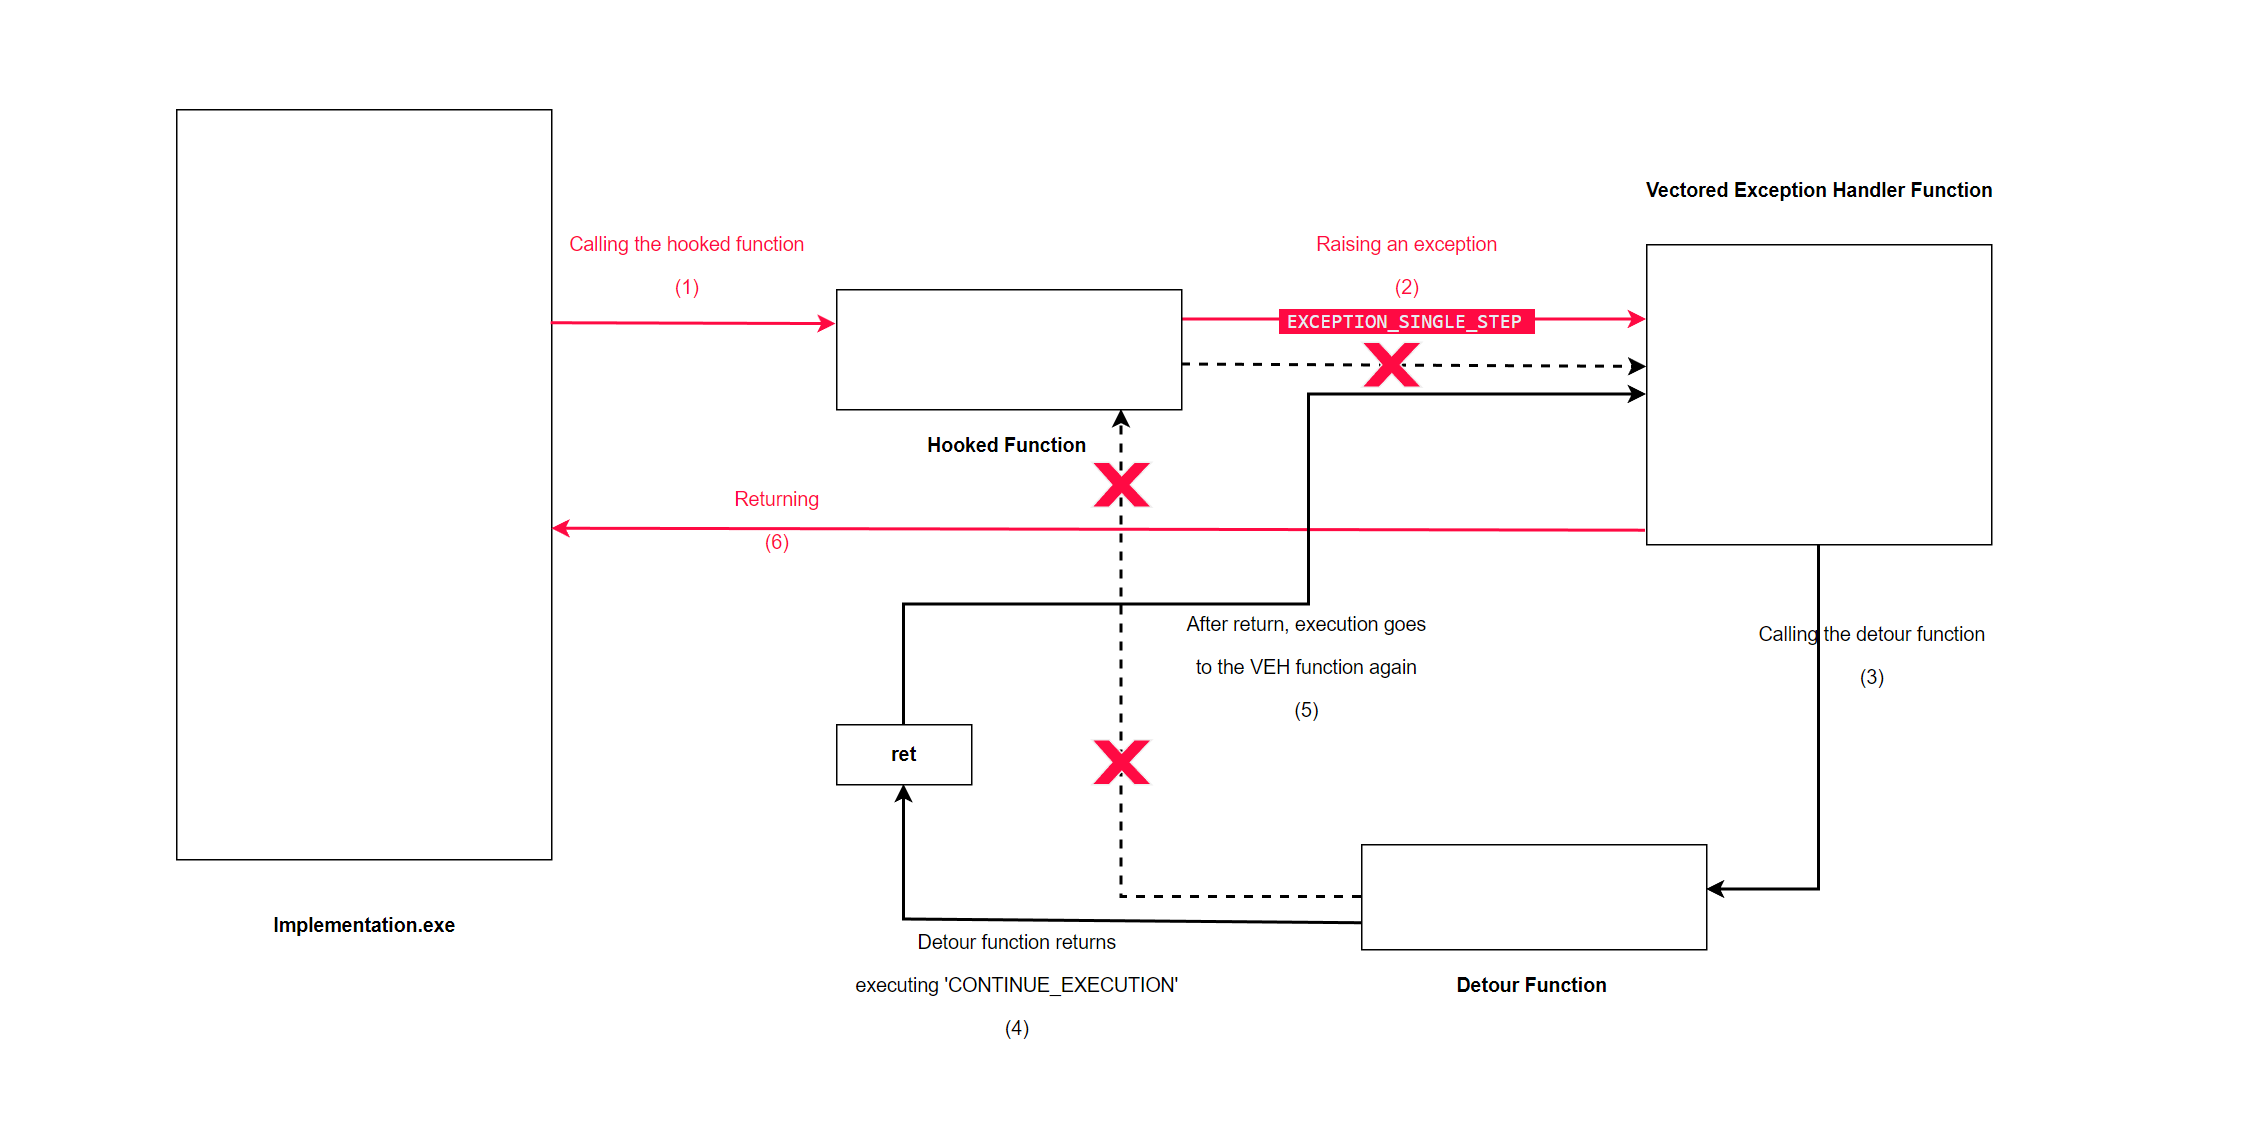 Vectored Exception Handler Function
Calling the hooked function
(1)
Raising an exception
(2)
EXCEPTION_SINGLE_STEP
Hooked Function
Returning
(6)
After return, execution goes
to the VEH function again
(5)
Calling the detour function
(3)
ret
Implementation.exe
Detour function returns
executing 'CONTINUE_EXECUTION'
(4)
Detour Function